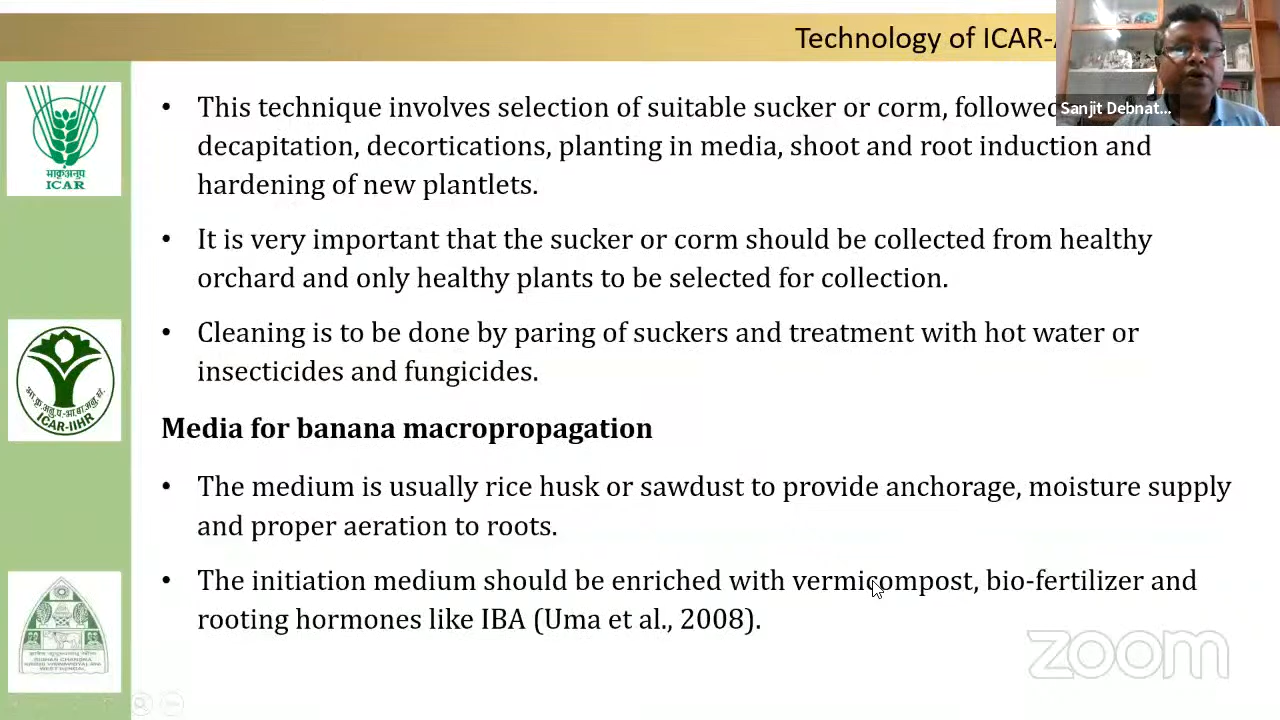 Technology of ICAR-
Sanjit Debnat...
• This technique involves selection of suitable sucker or corm, followed
decapitation, decortications, planting in media, shoot and root induction and
hardening of new plantlets.
• It is very important that the sucker or corm should be collected from healthy
orchard and only healthy plants to be selected for collection.
• Cleaning is to be done by paring of suckers and treatment with hot water or
insecticides and fungicides.
Media for banana macropropagation
• The medium is usually rice husk or sawdust to provide anchorage, moisture supply
and proper aeration to roots.
• The initiation medium should be enriched with vermicompost, bio-fertilizer and
rooting hormones like IBA (Uma et al., 2008).
भाकृअनुप
ICAR
ICAR-IIHR
zoom